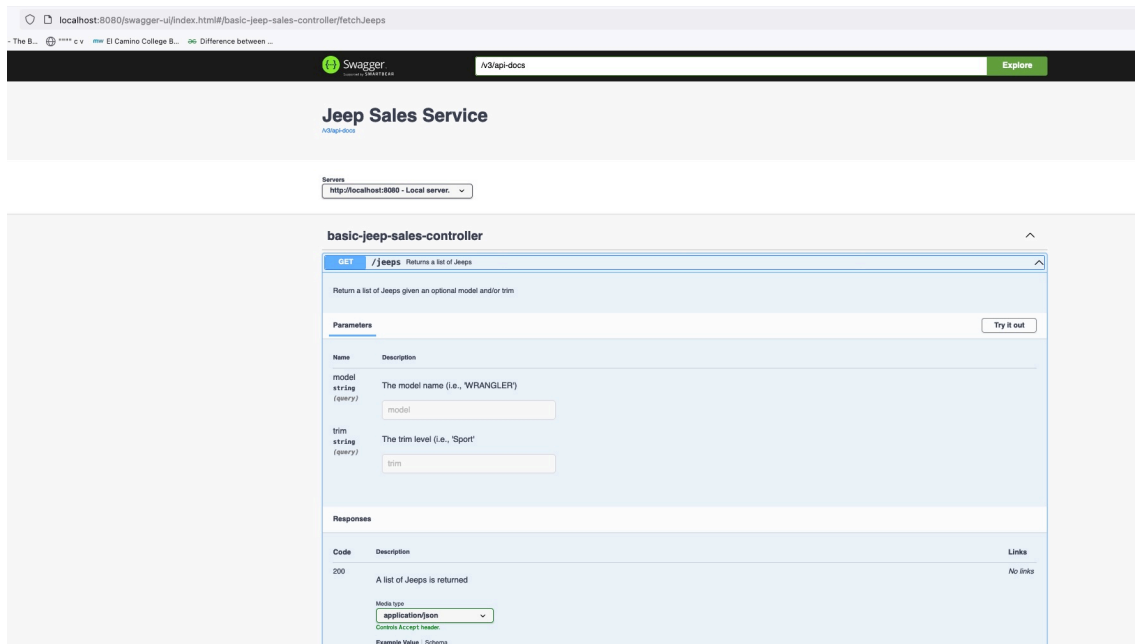 localhost:8080/swagger-ui/index.html#/basic-jeep-sales-controller/fetchJeeps
- The B... c v El Camino College B... Difference between ...
Swagger.
Supported by SMARTBEAR
/v3/api-docs
Explore
Jeep Sales Service
/v3/api-docs
Servers
http://localhost:8080 - Local server.
basic-jeep-sales-controller
GET /jeeps Returns a list of Jeeps
Return a list of Jeeps given an optional model and/or trim
Parameters
Try it out
Name Description
model
string
(query)
The model name (i.e., 'WRANGLER')
model
trim
string
(query)
The trim level (i.e., 'Sport'
trim
Responses
Code Description Links
200
A list of Jeeps is returned
No links
Media type
application/json
Controls Accept header.
Example Value Schema